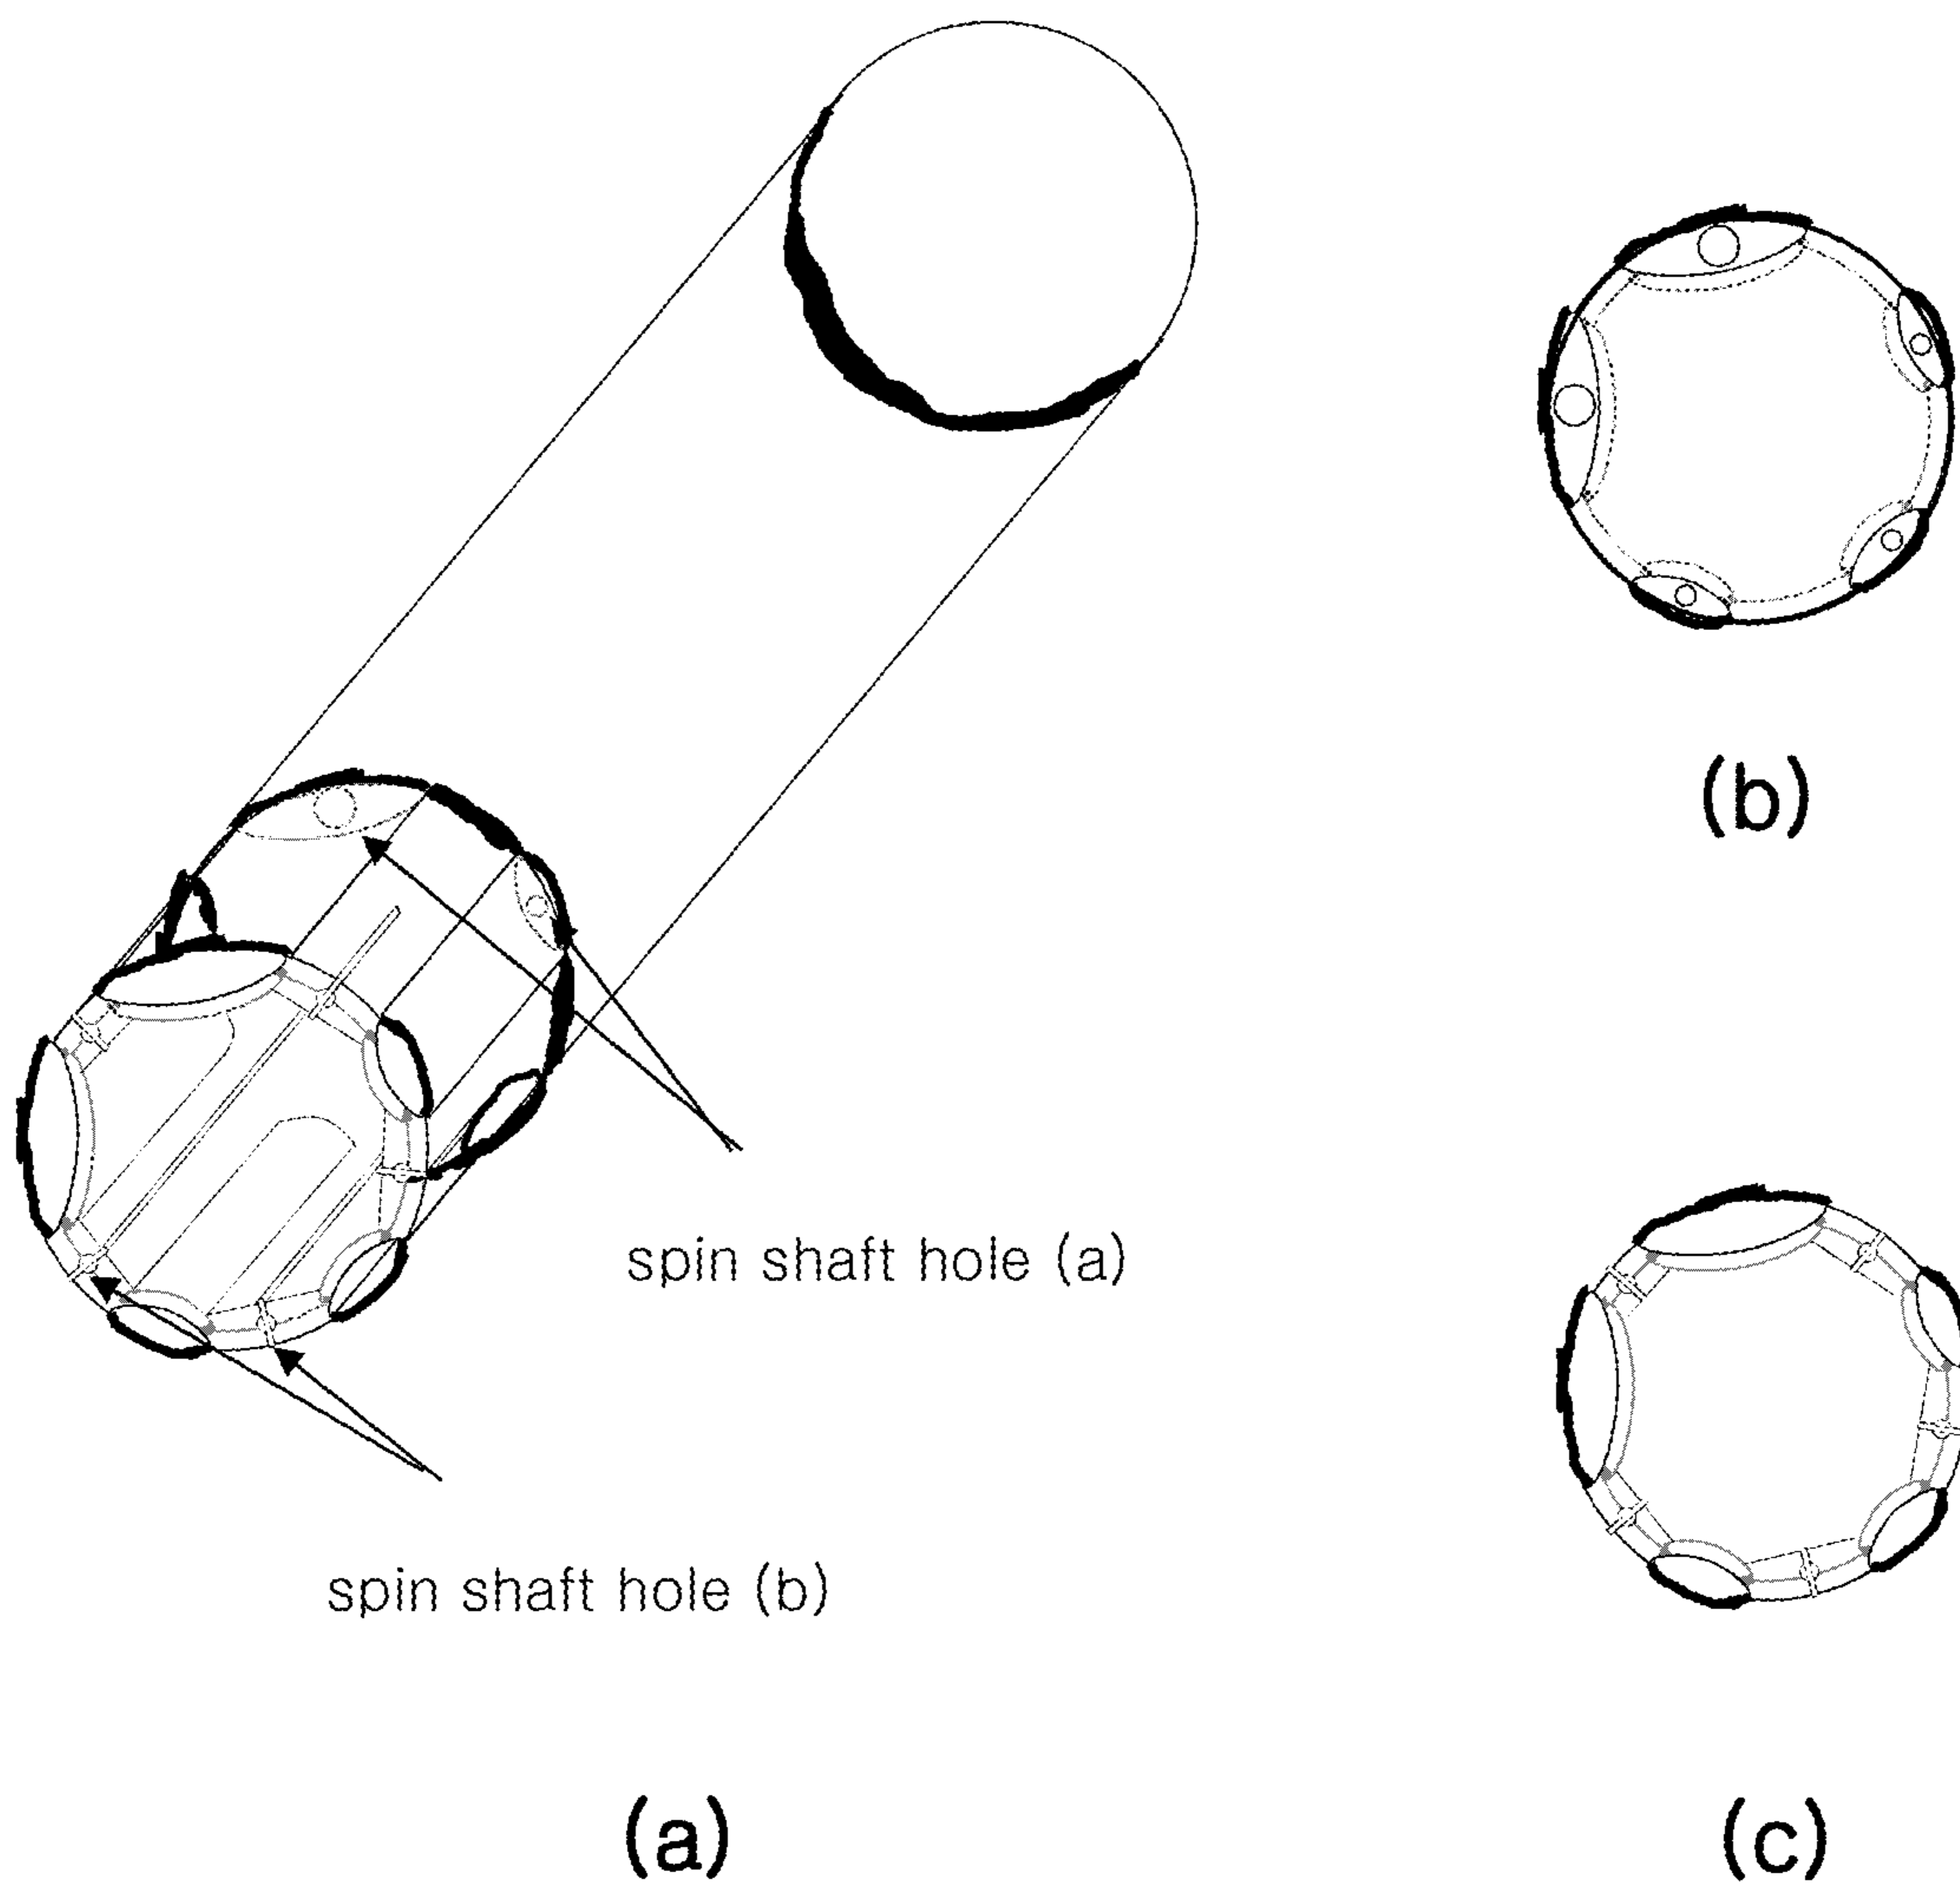 (b)
spin shaft hole (a)
spin shaft hole (b)
(a)
(c)